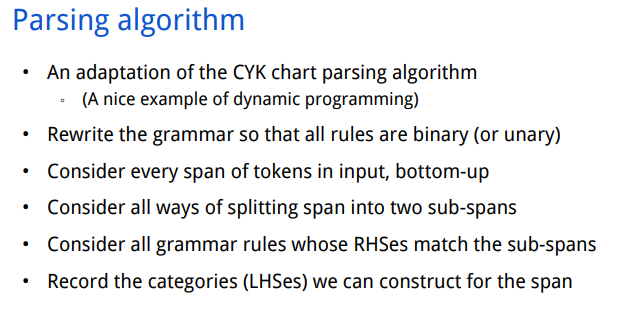 Parsing algorithm
• An adaptation of the CYK chart parsing algorithm
◦ (A nice example of dynamic programming)
• Rewrite the grammar so that all rules are binary (or unary)
• Consider every span of tokens in input, bottom-up
• Consider all ways of splitting span into two sub-spans
• Consider all grammar rules whose RHSes match the sub-spans
• Record the categories (LHSes) we can construct for the span